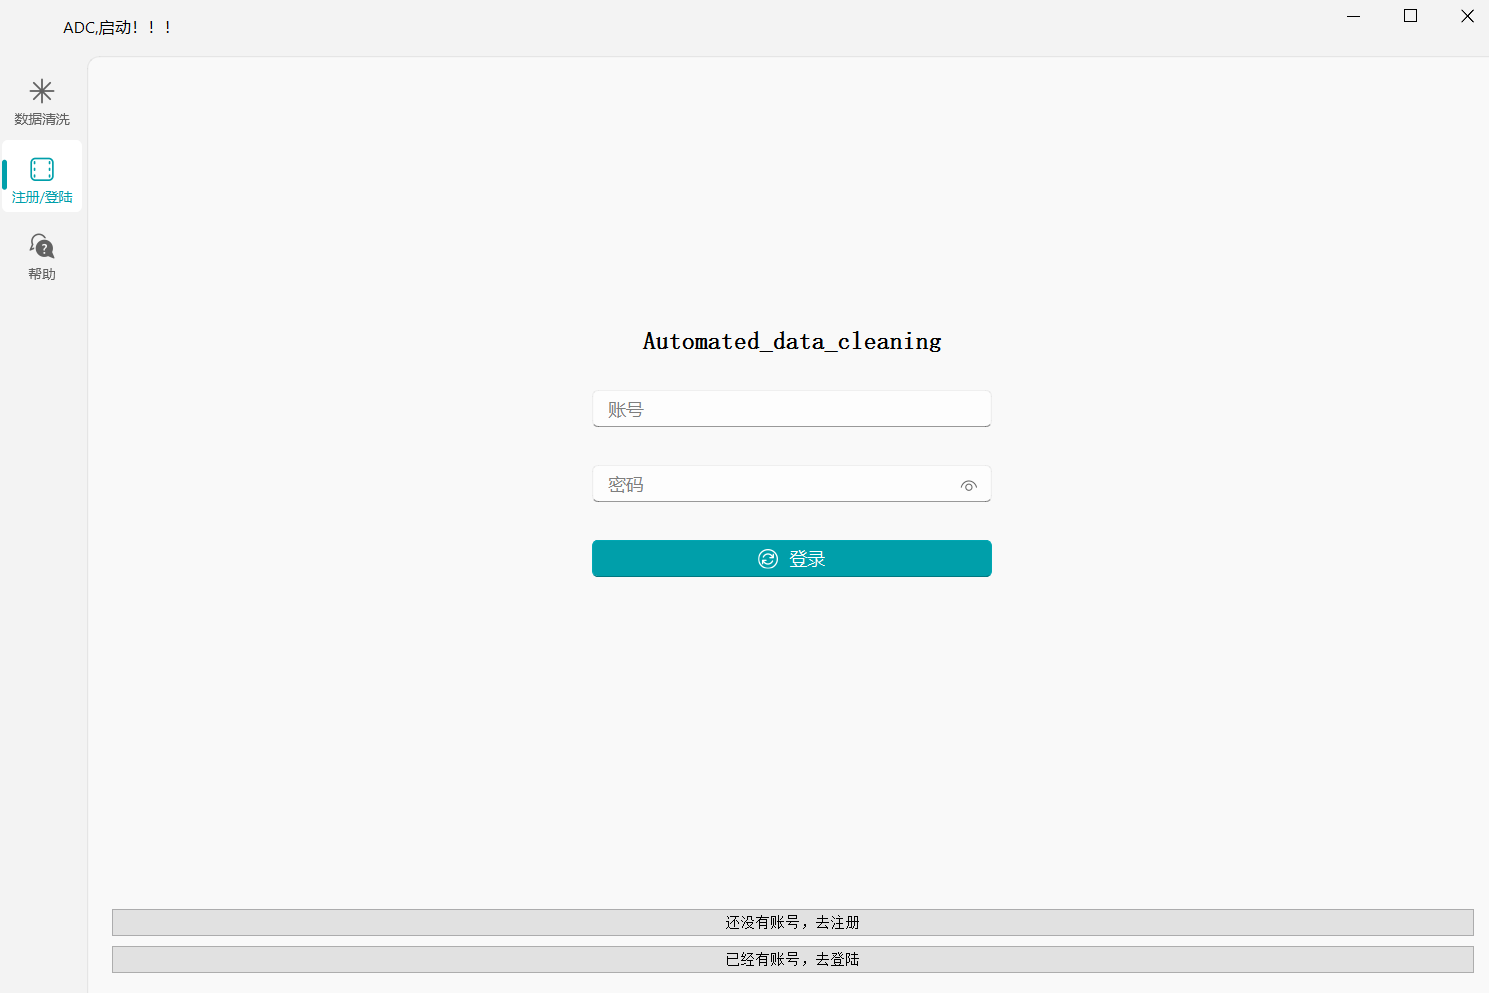 ADC,启动！！！
数据清洗
注册/登陆
帮助
Automated_data_cleaning
账号
密码
登录
还没有账号，去注册
已经有账号，去登陆